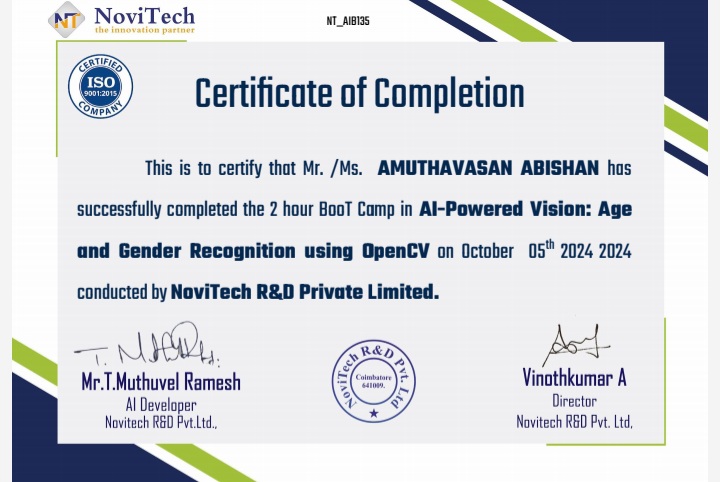 NT NoviTech
the innovation partner
NT_AIB135
CERTIFIED
ISO
9001:2015
COMPANY
Certificate of Completion
This is to certify that Mr. /Ms. AMUTHAVASAN ABISHAN has
successfully completed the 2 hour BooT Camp in AI-Powered Vision: Age
and Gender Recognition using OpenCV on October 05th 2024 2024
conducted by NoviTech R&D Private Limited.
Mr.T.Muthuvel Ramesh
AI Developer
Novitech R&D Pvt.Ltd.,
NoviTech R&D Pvt. Ltd
Coimbatore
641009.
Vinothkumar A
Director
Novitech R&D Pvt. Ltd,